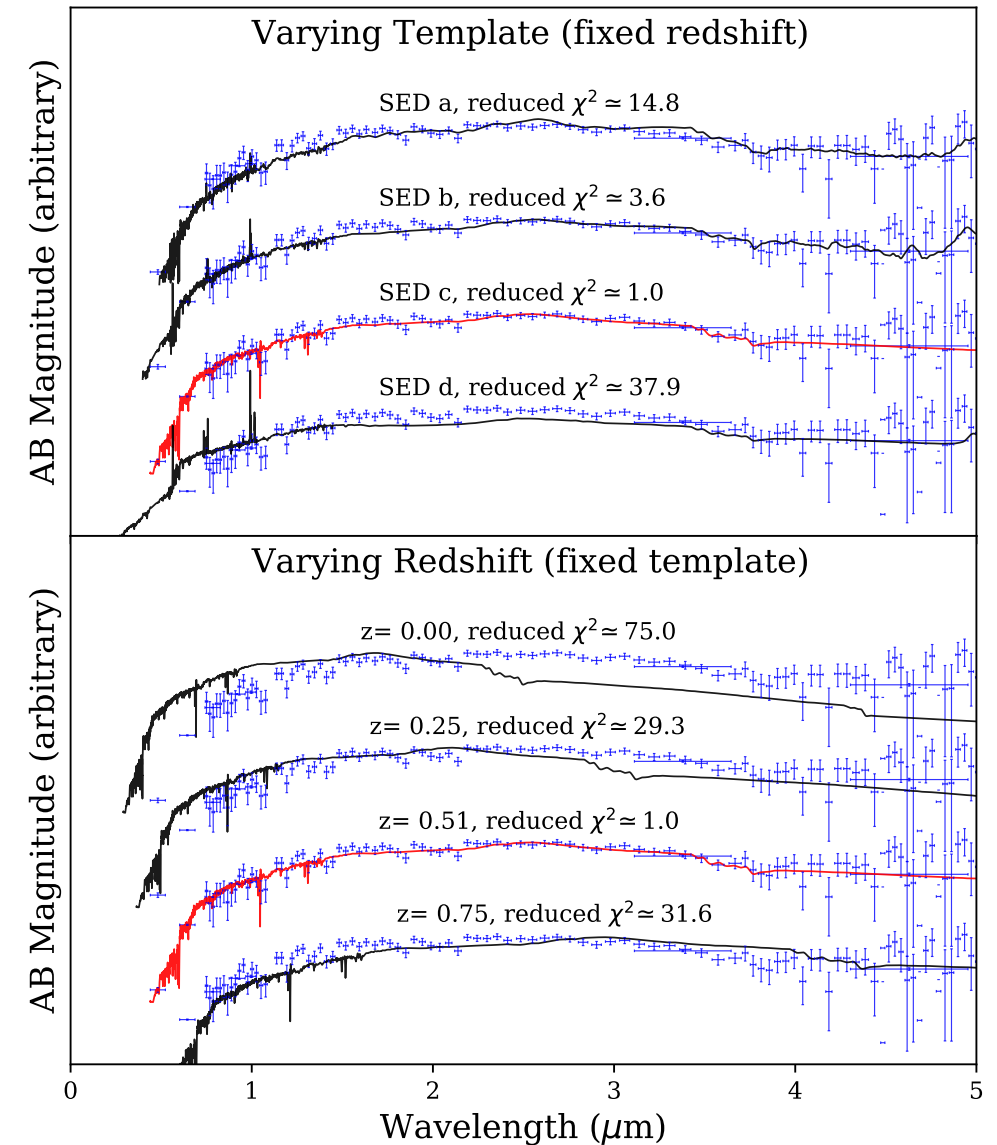 Varying Template (fixed redshift)
SED a, reduced χ² ≃ 14.8
SED b, reduced χ² ≃ 3.6
SED c, reduced χ² ≃ 1.0
SED d, reduced χ² ≃ 37.9
AB Magnitude (arbitrary)
Varying Redshift (fixed template)
z= 0.00, reduced χ² ≃ 75.0
z= 0.25, reduced χ² ≃ 29.3
z= 0.51, reduced χ² ≃ 1.0
z= 0.75, reduced χ² ≃ 31.6
AB Magnitude (arbitrary)
0 1 2 3 4 5
Wavelength (μm)